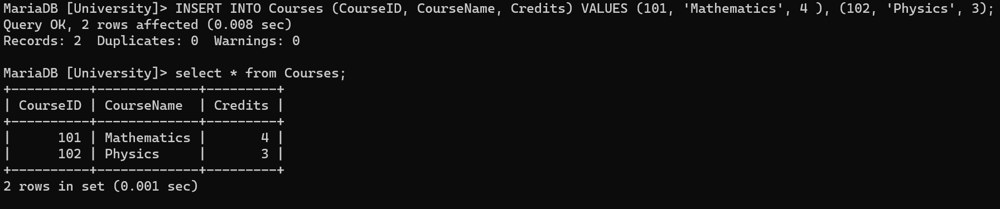 MariaDB [University]> INSERT INTO Courses (CourseID, CourseName, Credits) VALUES (101, 'Mathematics', 4 ), (102, 'Physics', 3);
Query OK, 2 rows affected (0.008 sec)
Records: 2  Duplicates: 0  Warnings: 0

MariaDB [University]> select * from Courses;
+----------+-------------+---------+
| CourseID | CourseName  | Credits |
+----------+-------------+---------+
|      101 | Mathematics |       4 |
|      102 | Physics     |       3 |
+----------+-------------+---------+
2 rows in set (0.001 sec)